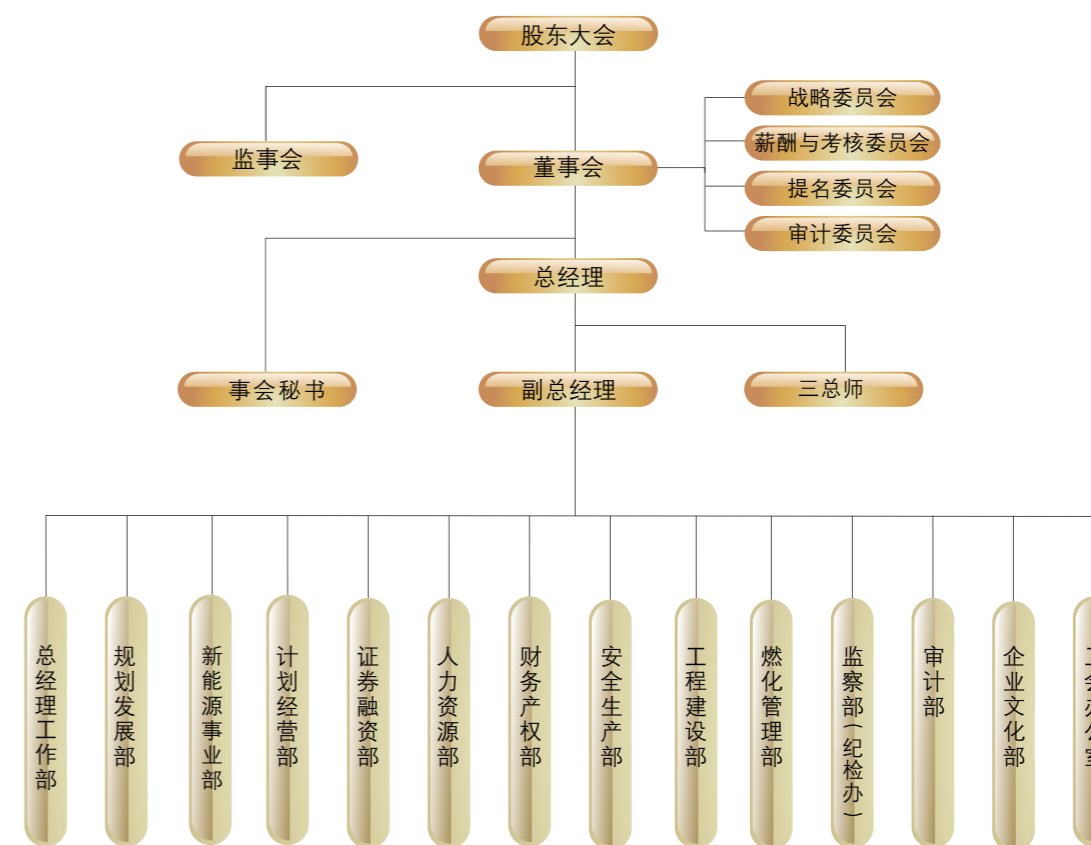 股东大会
战略委员会
监事会
董事会
薪酬与考核委员会
提名委员会
审计委员会
总经理
事会秘书
副总经理
三总师
总经理工作部
规划发展部
新能源事业部
计划经营部
证券融资部
人力资源部
财务产权部
安全生产部
工程建设部
燃化管理部
监察部(纪检办)
审计部
企业文化部